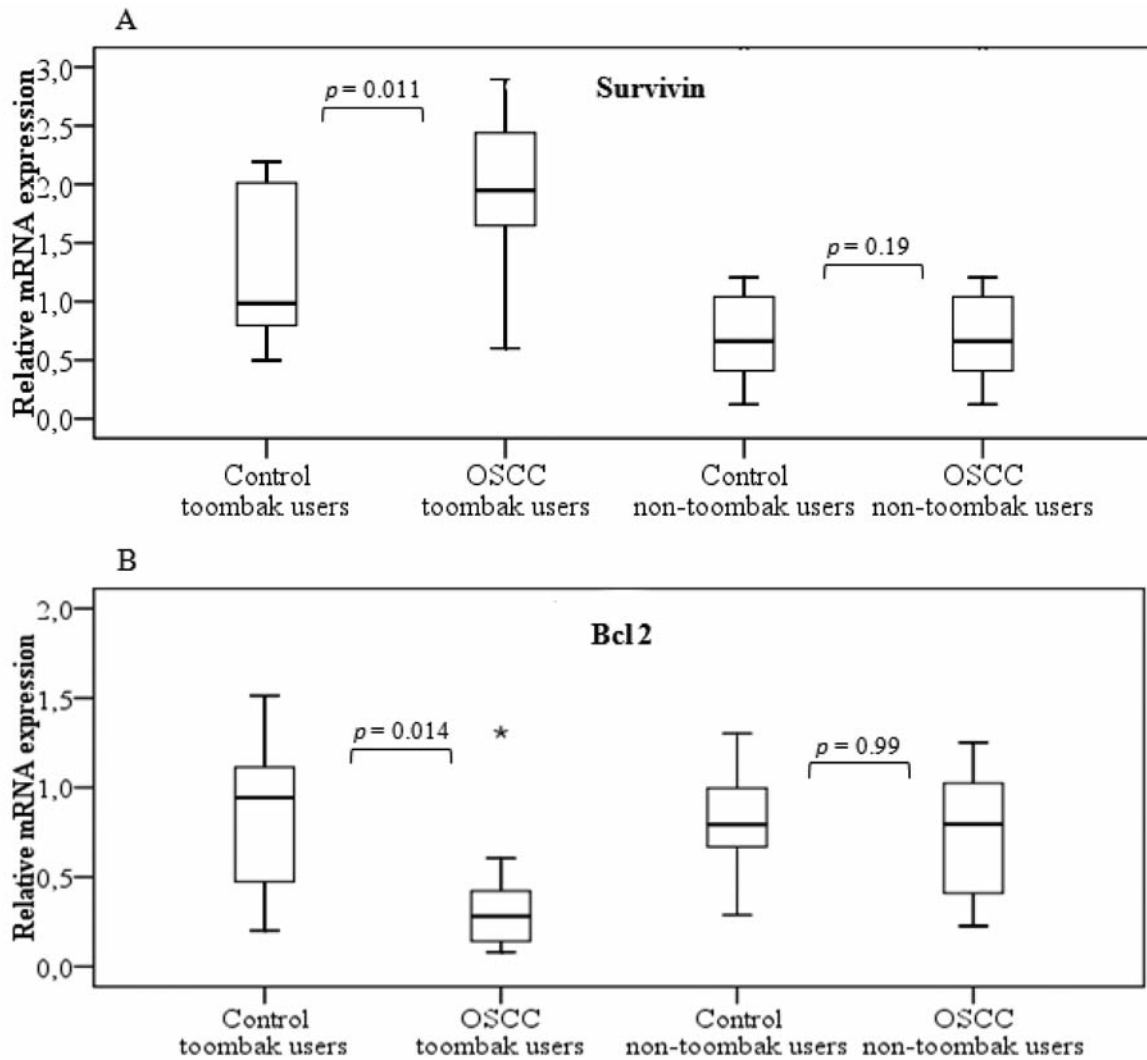 A
Survivin
Relative mRNA expression
3,0
2,5
2,0
1,5
1,0
0,5
0,0
p = 0.011
p = 0.19
Control
toombak users
OSCC
toombak users
Control
non-toombak users
OSCC
non-toombak users
B
Bcl 2
Relative mRNA expression
2,0
1,5
1,0
0,5
0,0
p = 0.014
*
p = 0.99
Control
toombak users
OSCC
toombak users
Control
non-toombak users
OSCC
non-toombak users